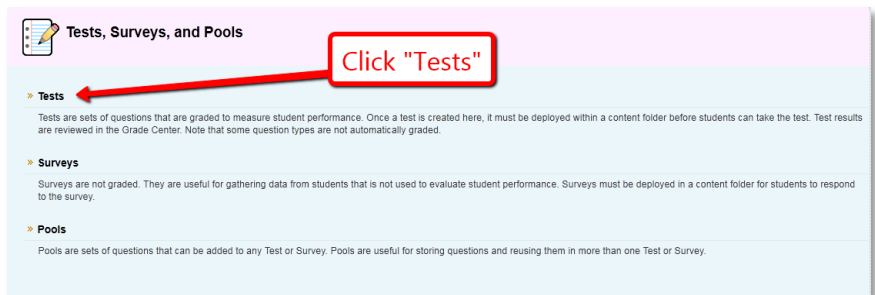 Tests, Surveys, and Pools
Click "Tests"
» Tests
Tests are sets of questions that are graded to measure student performance. Once a test is created here, it must be deployed within a content folder before students can take the test. Test results
are reviewed in the Grade Center. Note that some question types are not automatically graded.
» Surveys
Surveys are not graded. They are useful for gathering data from students that is not used to evaluate student performance. Surveys must be deployed in a content folder for students to respond
to the survey.
» Pools
Pools are sets of questions that can be added to any Test or Survey. Pools are useful for storing questions and reusing them in more than one Test or Survey.